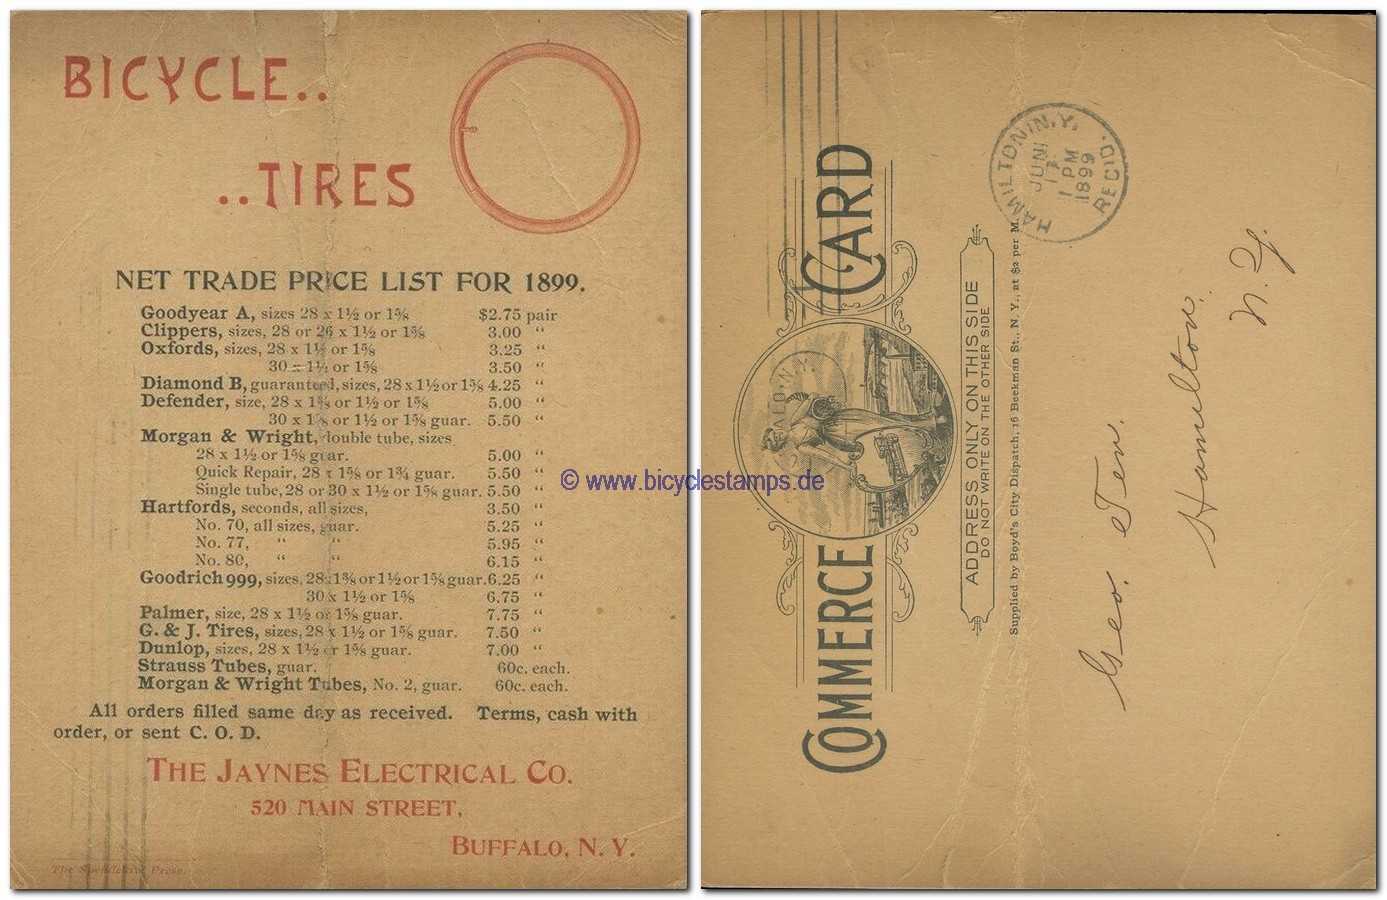 BICYCLE..
..TIRES
NET TRADE PRICE LIST FOR 1899.
Goodyear A, sizes 28 x 1½ or 1⅝ $2.75 pair
Clippers, sizes, 28 or 26 x 1½ or 1⅝ 3.00 "
Oxfords, sizes, 28 x 1½ or 1⅝ 3.25 "
30 x 1½ or 1⅝ 3.50 "
Diamond B, guaranteed, sizes, 28 x 1½ or 1⅝ 4.25 "
Defender, size, 28 x 1⅜ or 1½ or 1⅝ 5.00 "
30 x 1⅜ or 1½ or 1⅝ guar. 5.50 "
Morgan & Wright, double tube, sizes
28 x 1½ or 1⅝ guar. 5.00 "
Quick Repair, 28 x 1⅝ or 1¾ guar. 5.50 "
Single tube, 28 or 30 x 1½ or 1⅝ guar. 5.50 "
Hartfords, seconds, all sizes, 3.50 "
No. 70, all sizes, guar. 5.25 "
No. 77, " " 5.95 "
No. 80, " " 6.15 "
Goodrich 999, sizes, 28 x 1⅜ or 1½ or 1⅝ guar. 6.25 "
30 x 1½ or 1⅝ 6.75 "
Palmer, size, 28 x 1½ or 1⅝ guar. 7.75 "
G. & J. Tires, sizes, 28 x 1½ or 1⅝ guar. 7.50 "
Dunlop, sizes, 28 x 1½ or 1⅝ guar. 7.00 "
Strauss Tubes, guar. 60c. each.
Morgan & Wright Tubes, No. 2, guar. 60c. each.
All orders filled same day as received. Terms, cash with
order, or sent C. O. D.
THE JAYNES ELECTRICAL CO.
520 MAIN STREET,
BUFFALO, N. Y.
© www.bicyclestamps.de
COMMERCE CARD
ADDRESS ONLY ON THIS SIDE
DO NOT WRITE ON THE OTHER SIDE
Supplied by Boyd's City Dispatch, 16 Beekman St., N. Y., at $2 per M.
HAMILTON N.Y.
JUN
17
1 PM
1899
REC'D.
Geo. Ten.
Hamilton
N. Y.